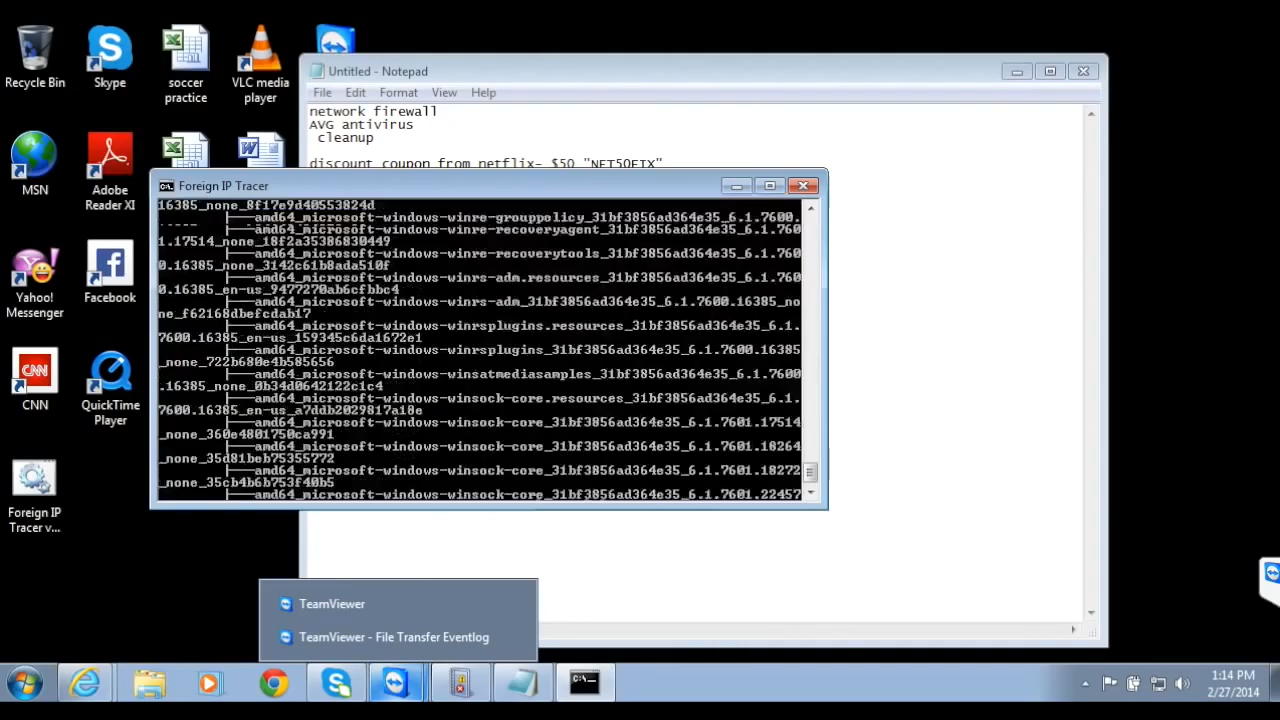 Recycle Bin
Skype
soccer
practice
VLC media
player
MSN
Adobe
Reader XI
Yahoo!
Messenger
Facebook
CNN
CNN
QuickTime
Player
Foreign IP
Tracer v...
Untitled - Notepad
File Edit Format View Help
network firewall
AVG antivirus
cleanup
discount coupon from netflix- $50 "NET50FIX"
Foreign IP Tracer
16385_none_8f17e9d40553824d
├──amd64_microsoft-windows-winre-grouppolicy_31bf3856ad364e35_6.1.7600.
├──amd64_microsoft-windows-winre-recoveryagent_31bf3856ad364e35_6.1.760
1.17514_none_18f2a35386830449
├──amd64_microsoft-windows-winre-recoverytools_31bf3856ad364e35_6.1.760
0.16385_none_3142c61b8ada510f
├──amd64_microsoft-windows-winrs-adm.resources_31bf3856ad364e35_6.1.760
0.16385_en-us_9477270ab6cfbbc4
├──amd64_microsoft-windows-winrs-adm_31bf3856ad364e35_6.1.7600.16385_no
ne_f62168dbefcdab17
├──amd64_microsoft-windows-winrsplugins.resources_31bf3856ad364e35_6.1.
7600.16385_en-us_159345c6da1672e1
├──amd64_microsoft-windows-winrsplugins_31bf3856ad364e35_6.1.7600.16385
_none_722b680e4b585656
├──amd64_microsoft-windows-winsatmediasamples_31bf3856ad364e35_6.1.7600
.16385_none_0b34d0642122c1c4
├──amd64_microsoft-windows-winsock-core.resources_31bf3856ad364e35_6.1.
7600.16385_en-us_a7ddb2029817a18e
├──amd64_microsoft-windows-winsock-core_31bf3856ad364e35_6.1.7601.17514
_none_360e4801750ca991
├──amd64_microsoft-windows-winsock-core_31bf3856ad364e35_6.1.7601.18264
_none_35d81beb75355772
├──amd64_microsoft-windows-winsock-core_31bf3856ad364e35_6.1.7601.18272
_none_35cb4b6b753f40b5
├──amd64_microsoft-windows-winsock-core_31bf3856ad364e35_6.1.7601.22457
TeamViewer
TeamViewer - File Transfer Eventlog
1:14 PM
2/27/2014